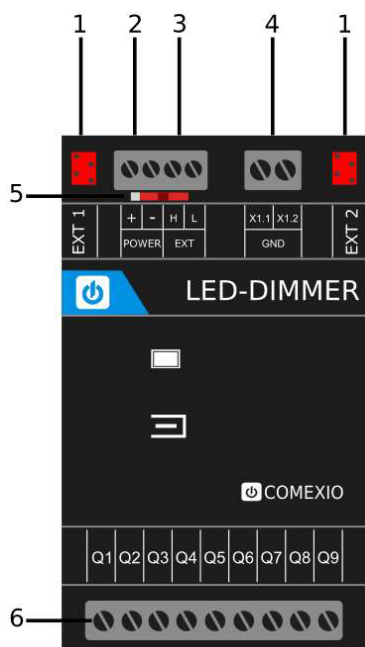 1 2 3 4 1
5
EXT 1 + - H L X1.1 X1.2 EXT 2
POWER EXT GND
LED-DIMMER
COMEXIO
Q1 Q2 Q3 Q4 Q5 Q6 Q7 Q8 Q9
6